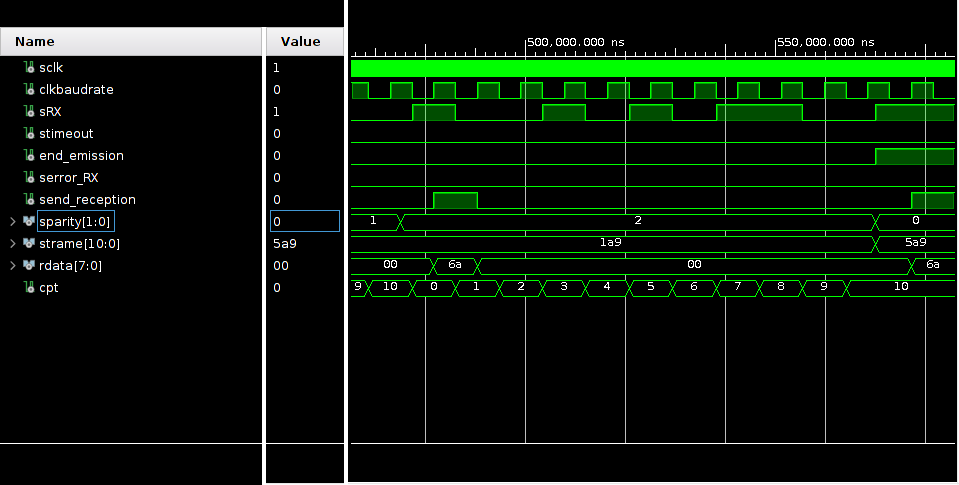 Name Value 500,000.000 ns 550,000.000 ns
sclk 1
clkbaudrate 0
sRX 1
stimeout 0
end_emission 0
serror_RX 0
send_reception 0
sparity[1:0] 0 1 2 0
strame[10:0] 5a9 1a9 5a9
rdata[7:0] 00 00 6a 00 6a
cpt 0 9 10 0 1 2 3 4 5 6 7 8 9 10